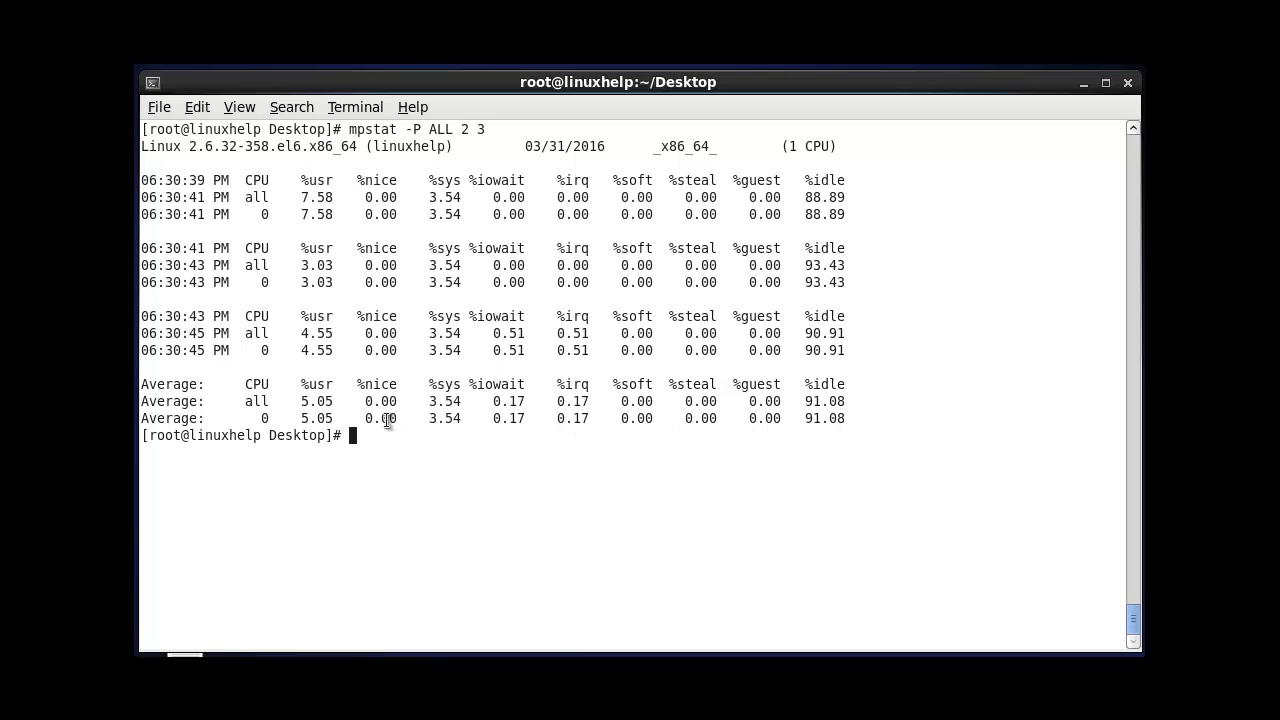 root@linuxhelp:~/Desktop
File Edit View Search Terminal Help
[root@linuxhelp Desktop]# mpstat -P ALL 2 3
Linux 2.6.32-358.el6.x86_64 (linuxhelp) 03/31/2016 _x86_64_ (1 CPU)
06:30:39 PM CPU %usr %nice %sys %iowait %irq %soft %steal %guest %idle
06:30:41 PM all 7.58 0.00 3.54 0.00 0.00 0.00 0.00 0.00 88.89
06:30:41 PM 0 7.58 0.00 3.54 0.00 0.00 0.00 0.00 0.00 88.89
06:30:41 PM CPU %usr %nice %sys %iowait %irq %soft %steal %guest %idle
06:30:43 PM all 3.03 0.00 3.54 0.00 0.00 0.00 0.00 0.00 93.43
06:30:43 PM 0 3.03 0.00 3.54 0.00 0.00 0.00 0.00 0.00 93.43
06:30:43 PM CPU %usr %nice %sys %iowait %irq %soft %steal %guest %idle
06:30:45 PM all 4.55 0.00 3.54 0.51 0.51 0.00 0.00 0.00 90.91
06:30:45 PM 0 4.55 0.00 3.54 0.51 0.51 0.00 0.00 0.00 90.91
Average: CPU %usr %nice %sys %iowait %irq %soft %steal %guest %idle
Average: all 5.05 0.00 3.54 0.17 0.17 0.00 0.00 0.00 91.08
Average: 0 5.05 0.00 3.54 0.17 0.17 0.00 0.00 0.00 91.08
[root@linuxhelp Desktop]#